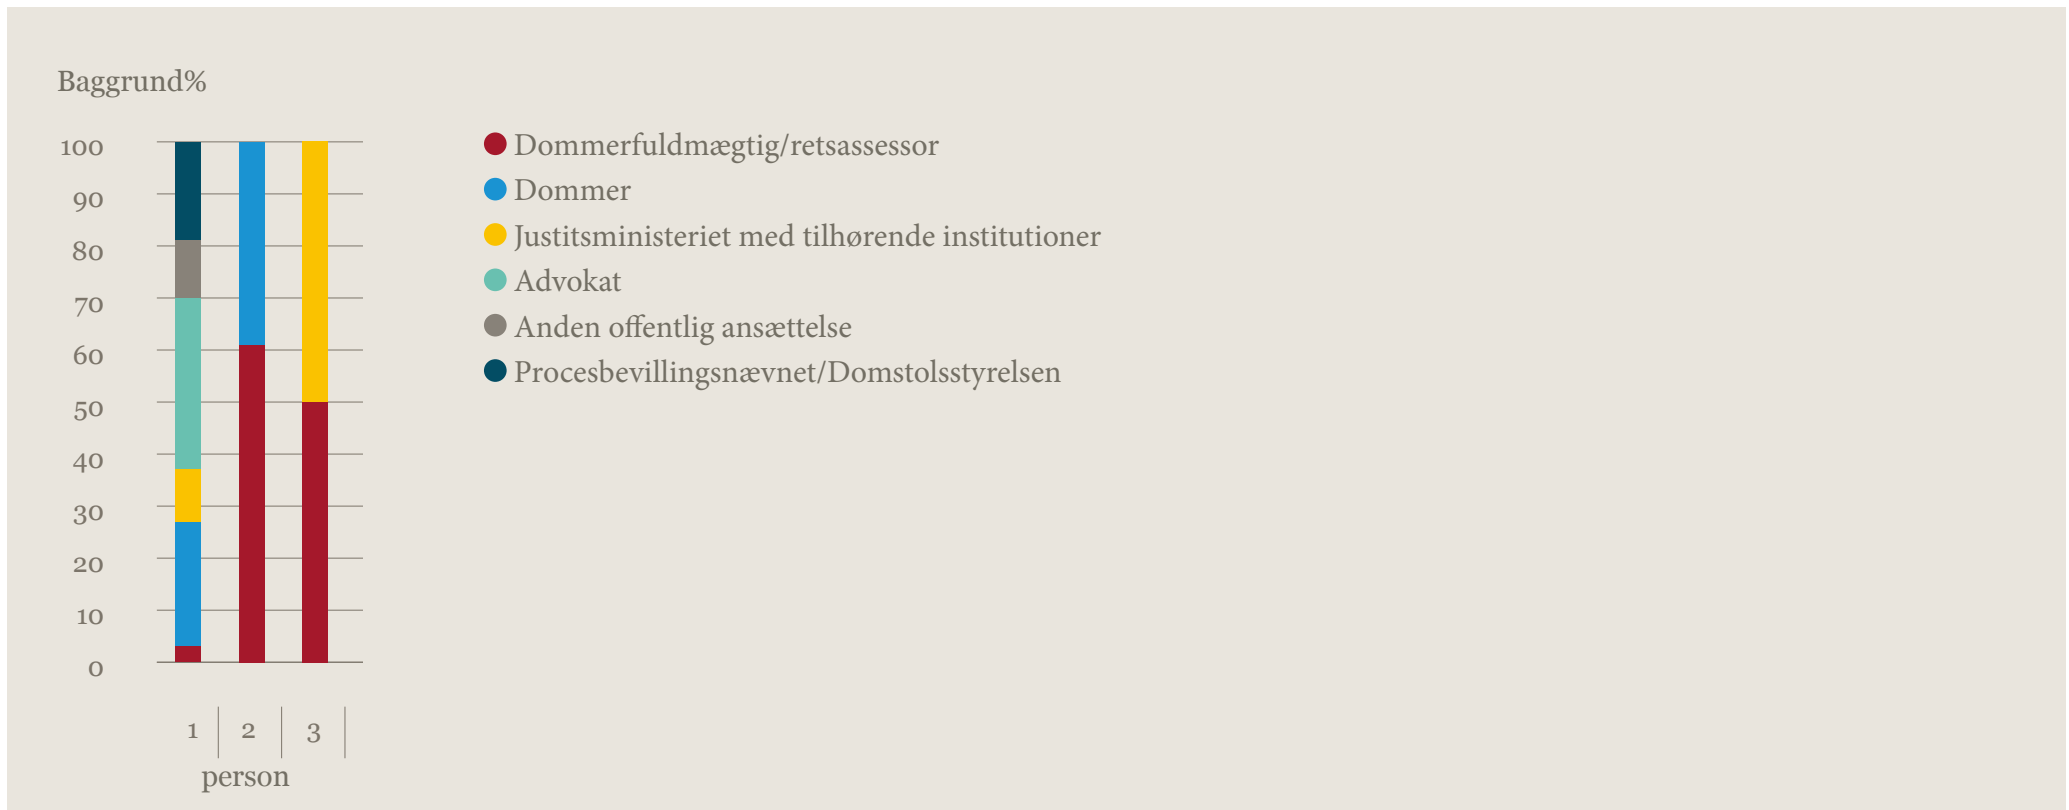 Baggrund%
100
90
80
70
60
50
40
30
20
10
0
1 2 3
person
Dommerfuldmægtig/retsassessor
Dommer
Justitsministeriet med tilhørende institutioner
Advokat
Anden offentlig ansættelse
Procesbevillingsnævnet/Domstolsstyrelsen